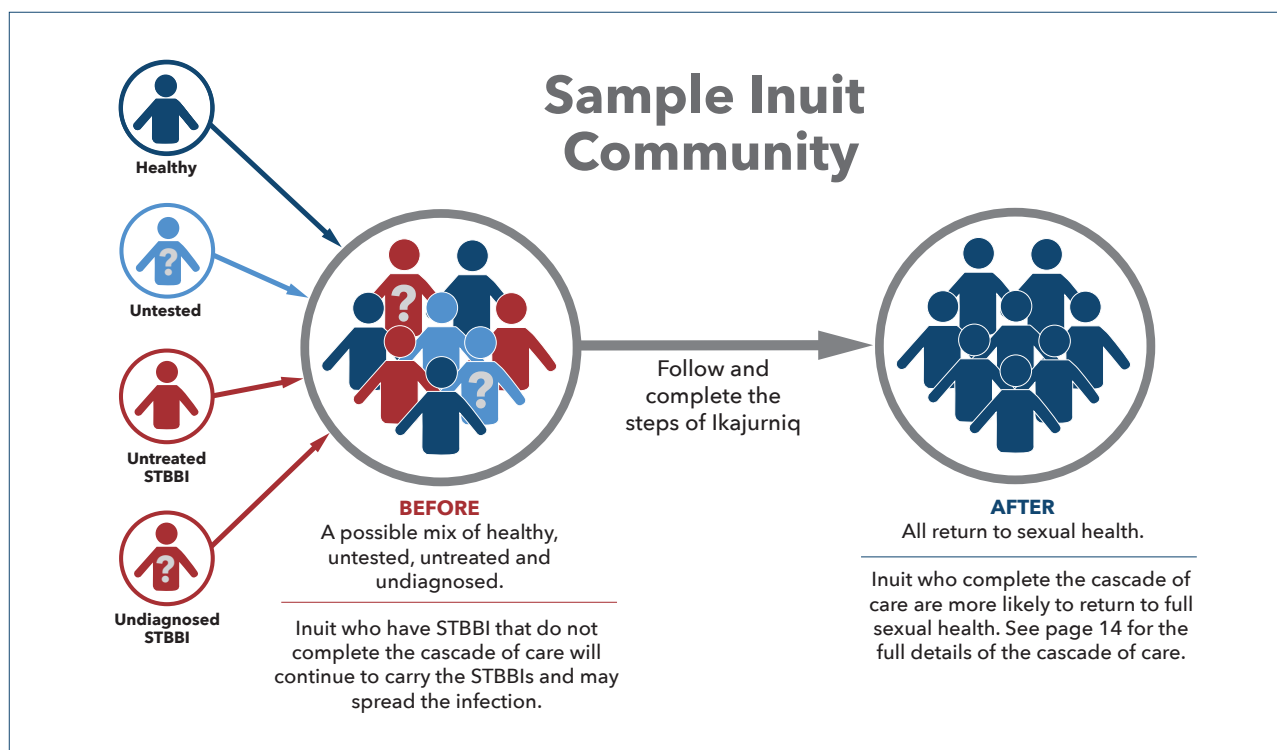 Sample Inuit
Community
Healthy
?
Untested
Untreated
STBBI
?
Undiagnosed
STBBI
?
?
BEFORE
A possible mix of healthy,
untested, untreated and
undiagnosed.
Inuit who have STBBI that do not
complete the cascade of care will
continue to carry the STBBIs and may
spread the infection.
Follow and
complete the
steps of Ikajurniq
AFTER
All return to sexual health.
Inuit who complete the cascade of
care are more likely to return to full
sexual health. See page 14 for the
full details of the cascade of care.